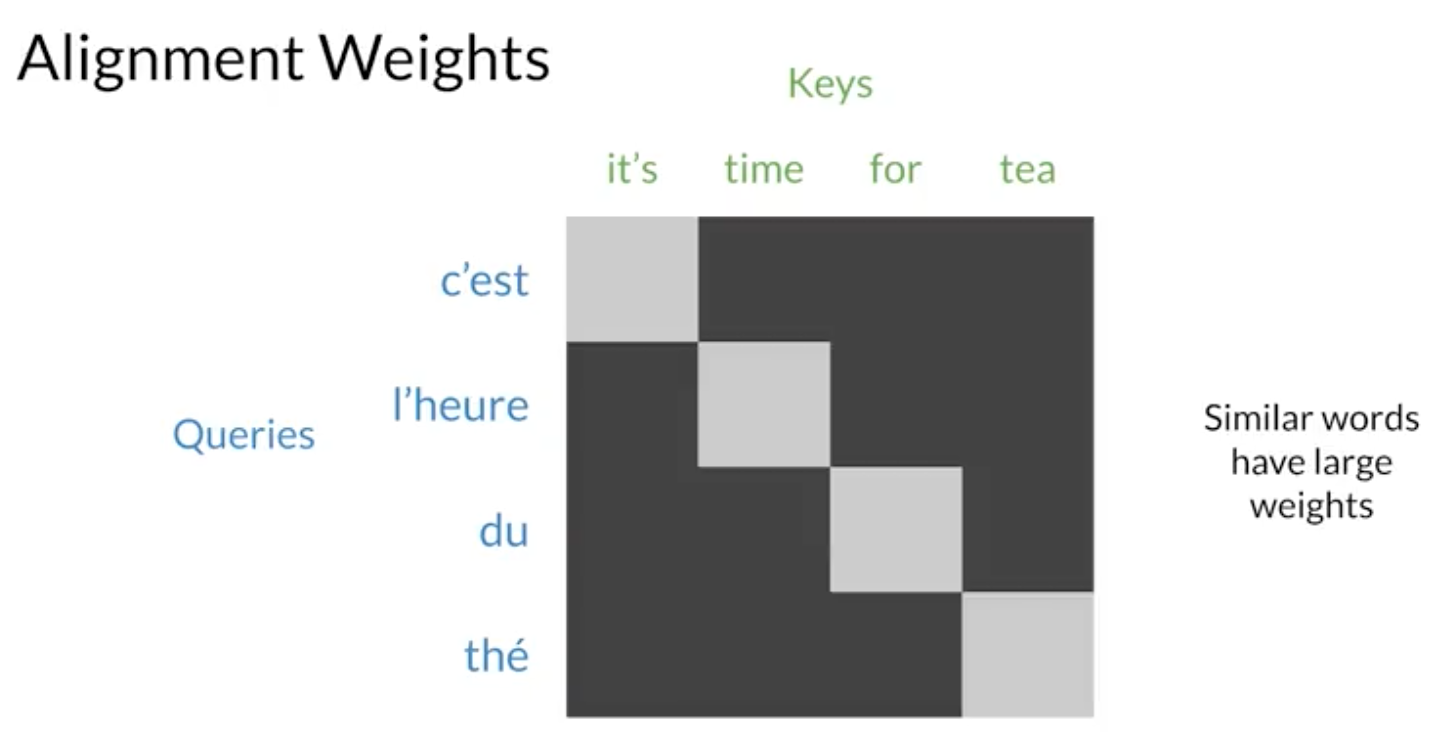 Alignment Weights
Keys
it’s time for tea
c’est
l’heure
Queries
du
thé
Similar words
have large
weights